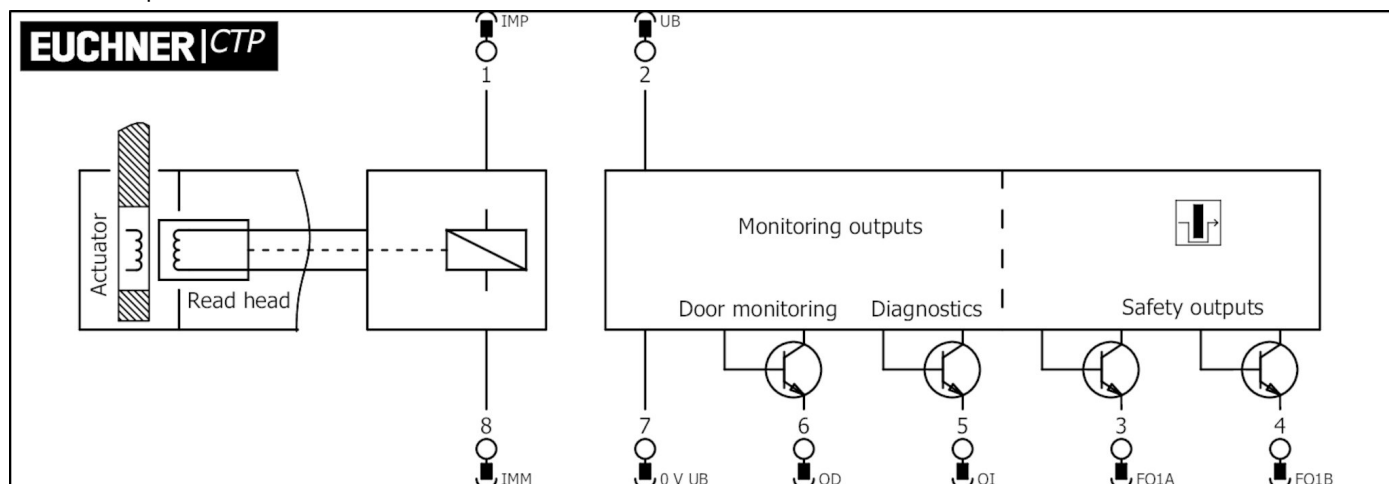 EUCHNER|CTP
IMP
UB
1
2
Actuator
Read head
Monitoring outputs
Door monitoring
Diagnostics
Safety outputs
8
7
6
5
3
4
IMM
0 V UB
OD
OI
FO1A
FO1B